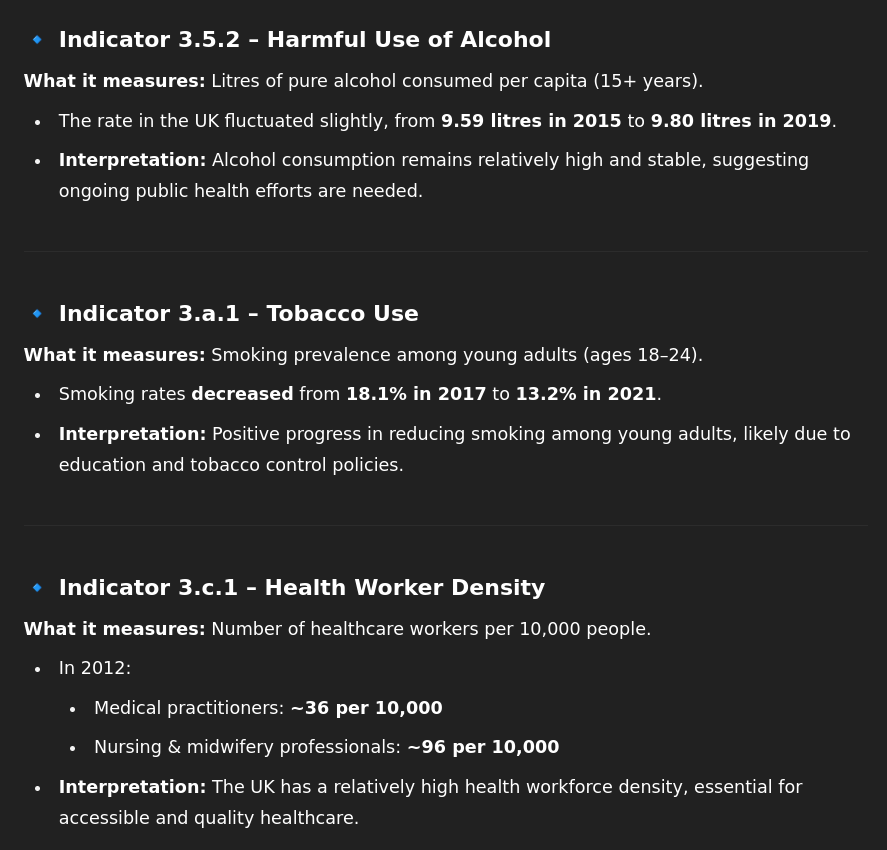 🔹 Indicator 3.5.2 – Harmful Use of Alcohol
What it measures: Litres of pure alcohol consumed per capita (15+ years).
• The rate in the UK fluctuated slightly, from 9.59 litres in 2015 to 9.80 litres in 2019.
• Interpretation: Alcohol consumption remains relatively high and stable, suggesting
ongoing public health efforts are needed.
🔹 Indicator 3.a.1 – Tobacco Use
What it measures: Smoking prevalence among young adults (ages 18–24).
• Smoking rates decreased from 18.1% in 2017 to 13.2% in 2021.
• Interpretation: Positive progress in reducing smoking among young adults, likely due to
education and tobacco control policies.
🔹 Indicator 3.c.1 – Health Worker Density
What it measures: Number of healthcare workers per 10,000 people.
• In 2012:
• Medical practitioners: ~36 per 10,000
• Nursing & midwifery professionals: ~96 per 10,000
• Interpretation: The UK has a relatively high health workforce density, essential for
accessible and quality healthcare.